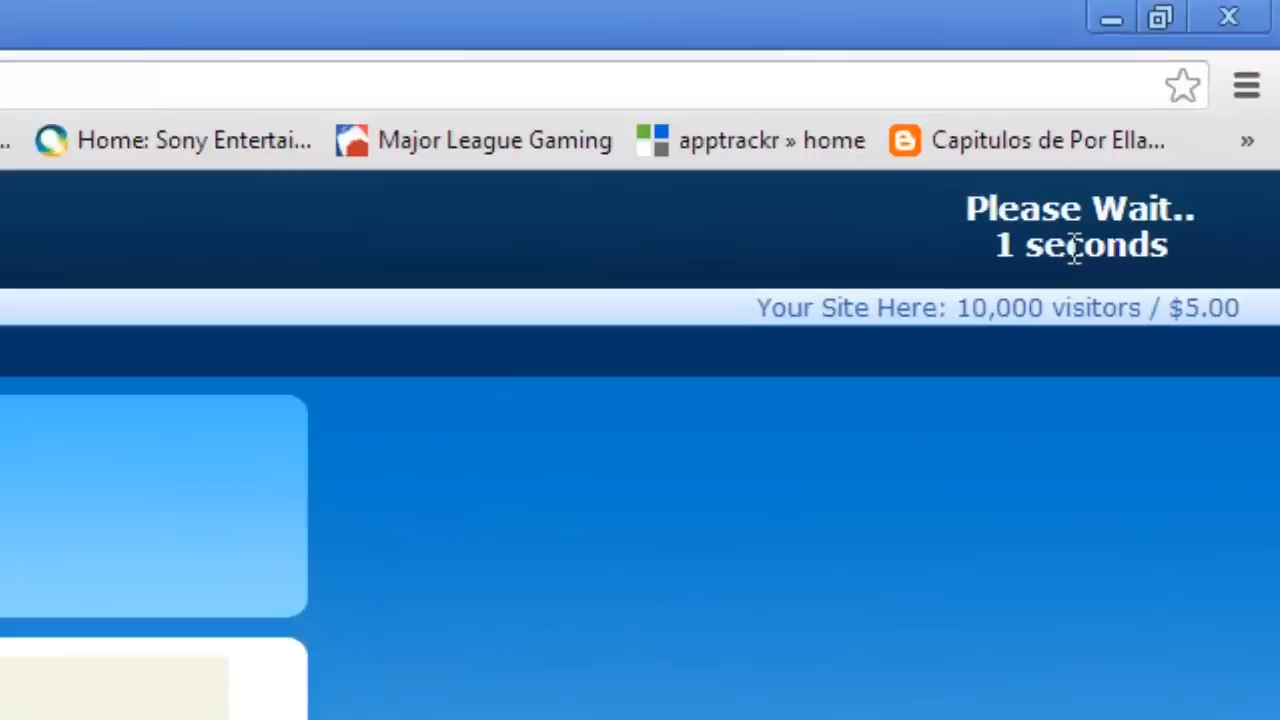 .. Home: Sony Entertai... Major League Gaming apptrackr » home Capitulos de Por Ella... »
Please Wait..
1 seconds
Your Site Here: 10,000 visitors / $5.00